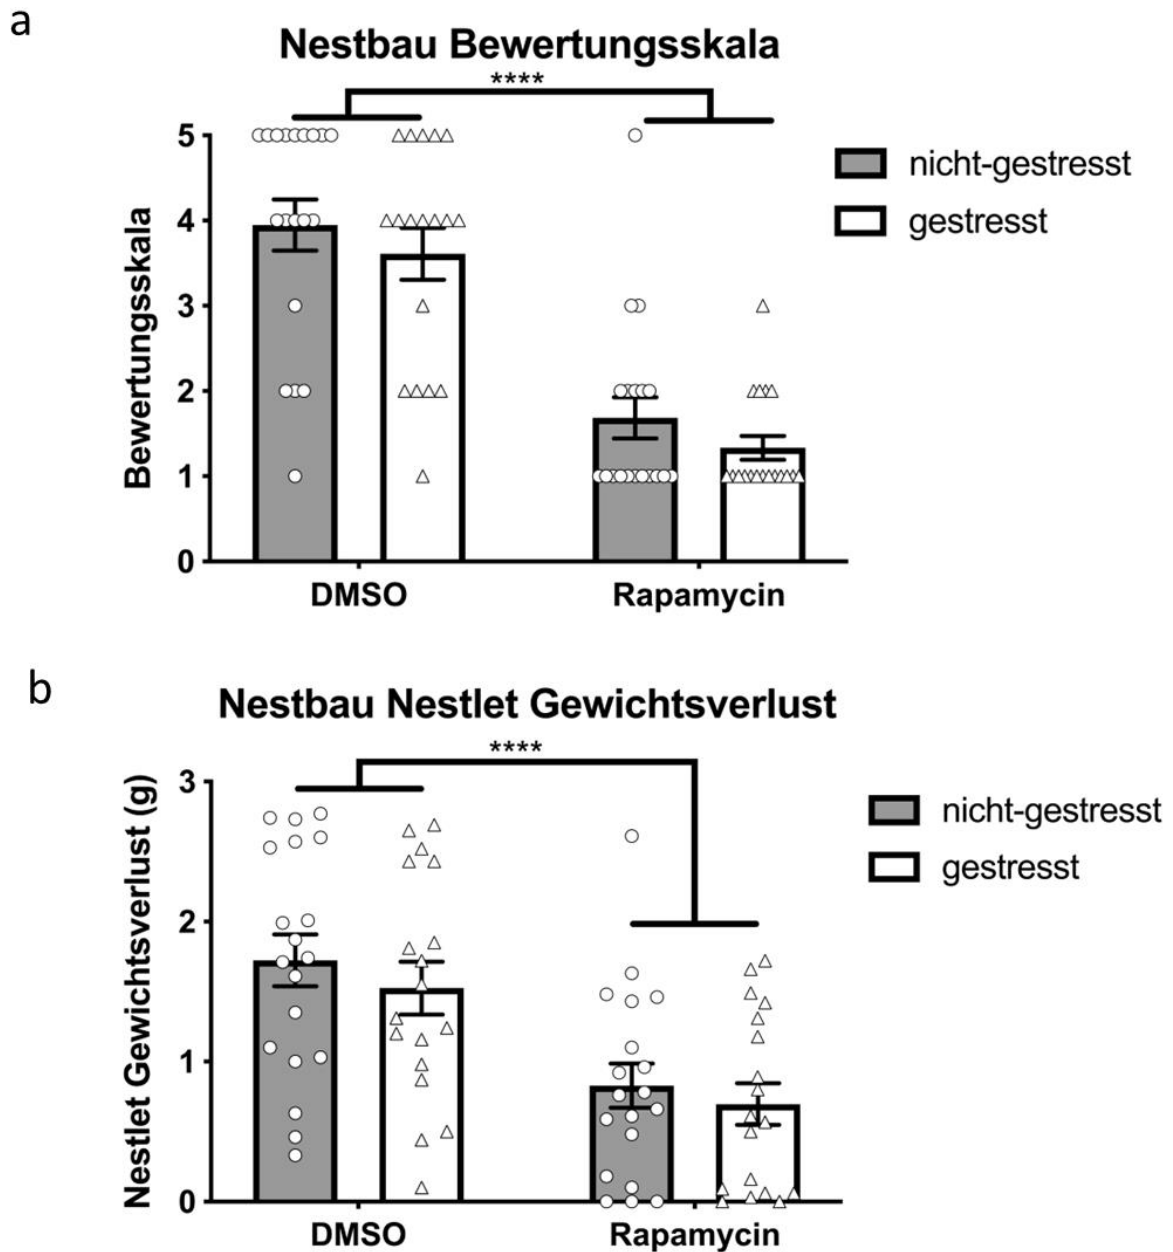 a
Nestbau Bewertungsskala
****
Bewertungsskala
5
4
3
2
1
0
DMSO
Rapamycin
nicht-gestresst
gestresst
b
Nestbau Nestlet Gewichtsverlust
****
Nestlet Gewichtsverlust (g)
3
2
1
0
DMSO
Rapamycin
nicht-gestresst
gestresst